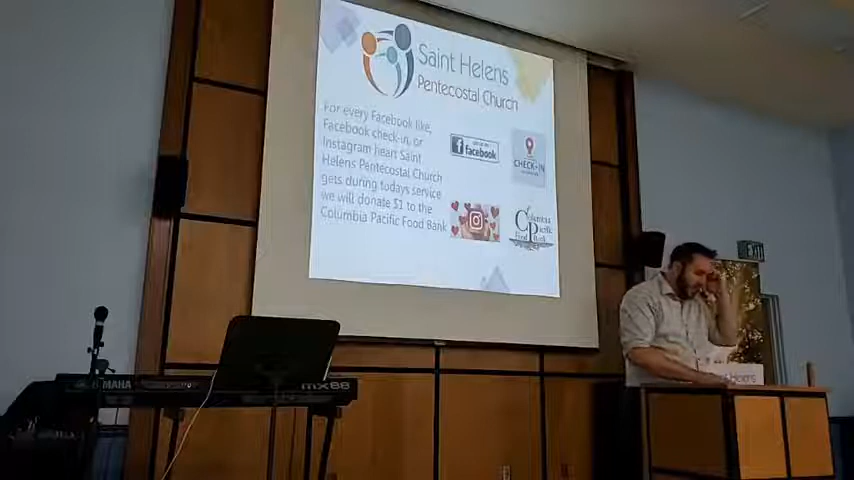 Saint Helens
Pentecostal Church
For every Facebook like,
Facebook check-in, or
Instagram heart Saint
Helens Pentecostal Church
gets during todays service
we will donate $1 to the
Columbia Pacific Food Bank
facebook
CHECK-IN
Columbia
Pacific
Food Bank
EXIT
YAMAHA
mx88